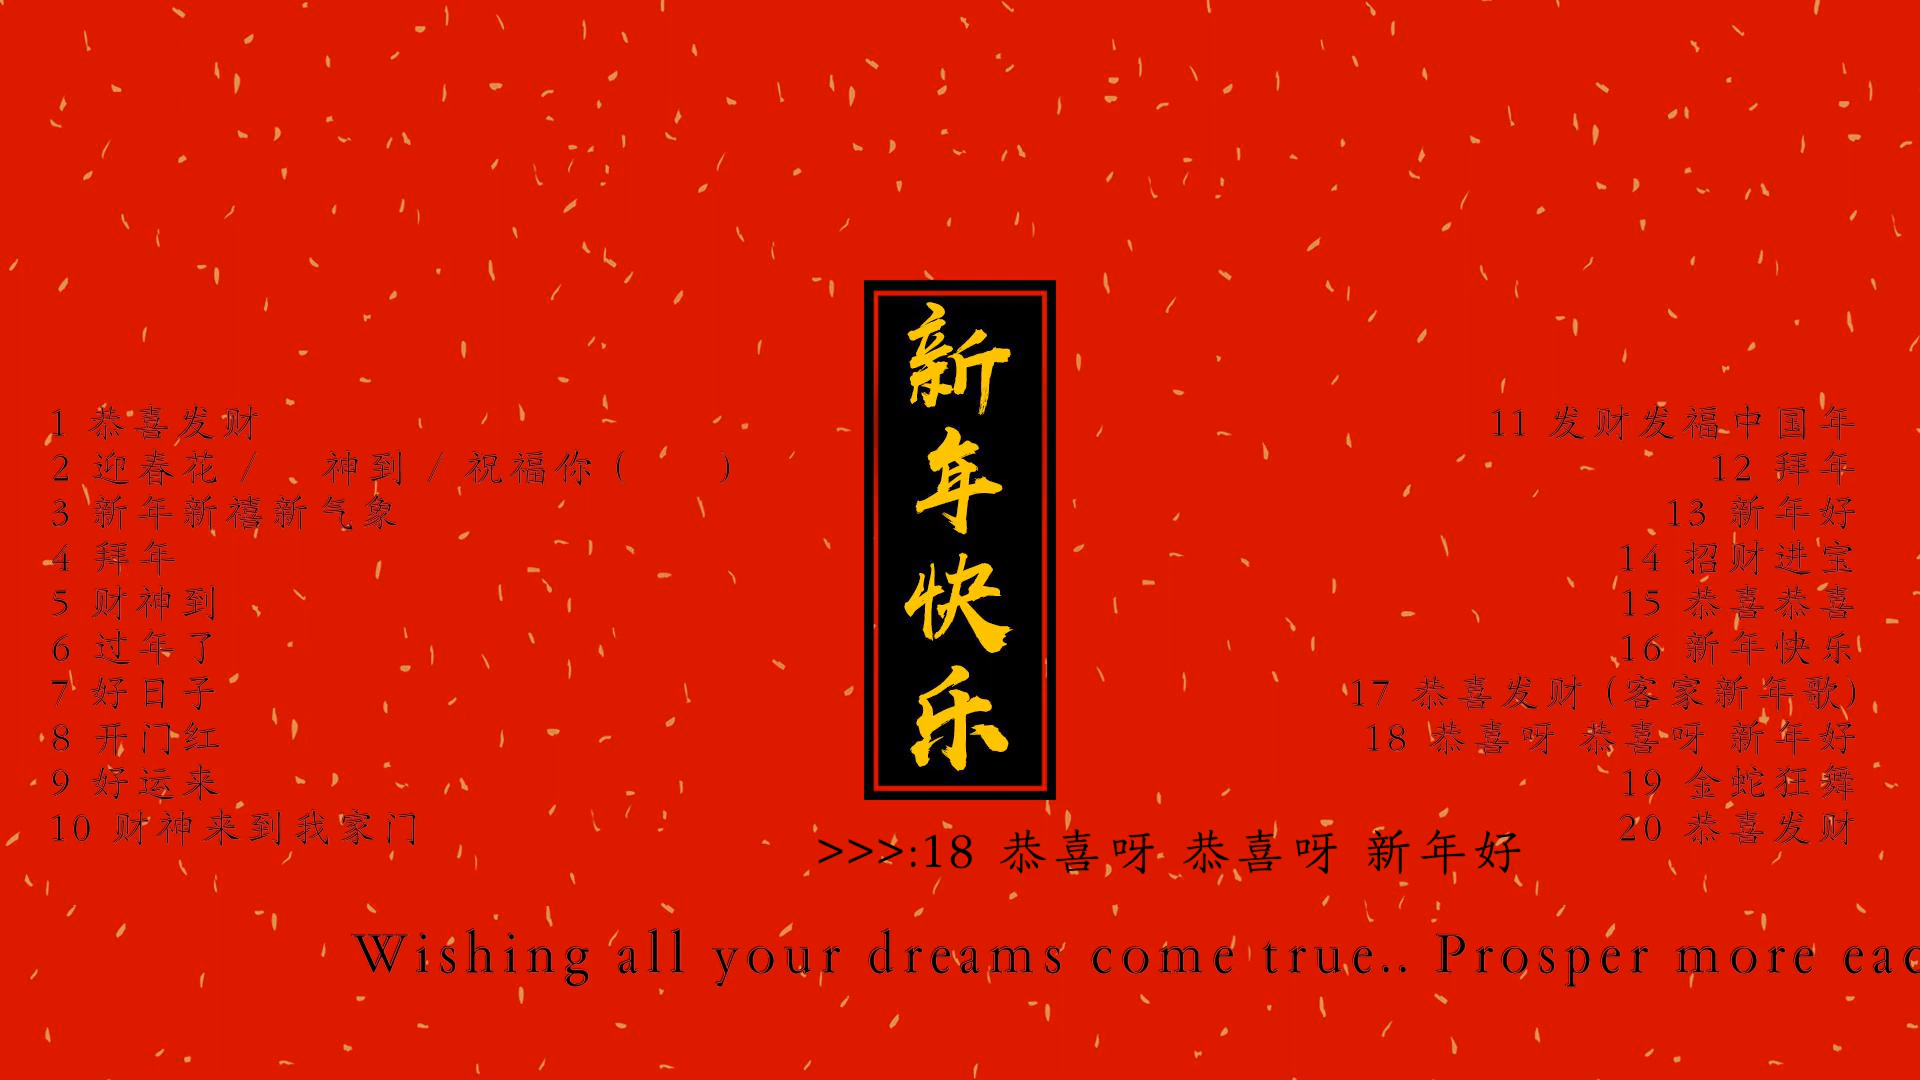 新年快乐
1 恭喜发财
2 迎春花 / 神到 / 祝福你 ( )
3 新年新禧新气象
4 拜年
5 财神到
6 过年了
7 好日子
8 开门红
9 好运来
10 财神来到我家门
11 发财发福中国年
12 拜年
13 新年好
14 招财进宝
15 恭喜恭喜
16 新年快乐
17 恭喜发财 (客家新年歌)
18 恭喜呀 恭喜呀 新年好
19 金蛇狂舞
20 恭喜发财
>>>:18 恭喜呀 恭喜呀 新年好
Wishing all your dreams come true.. Prosper more eac